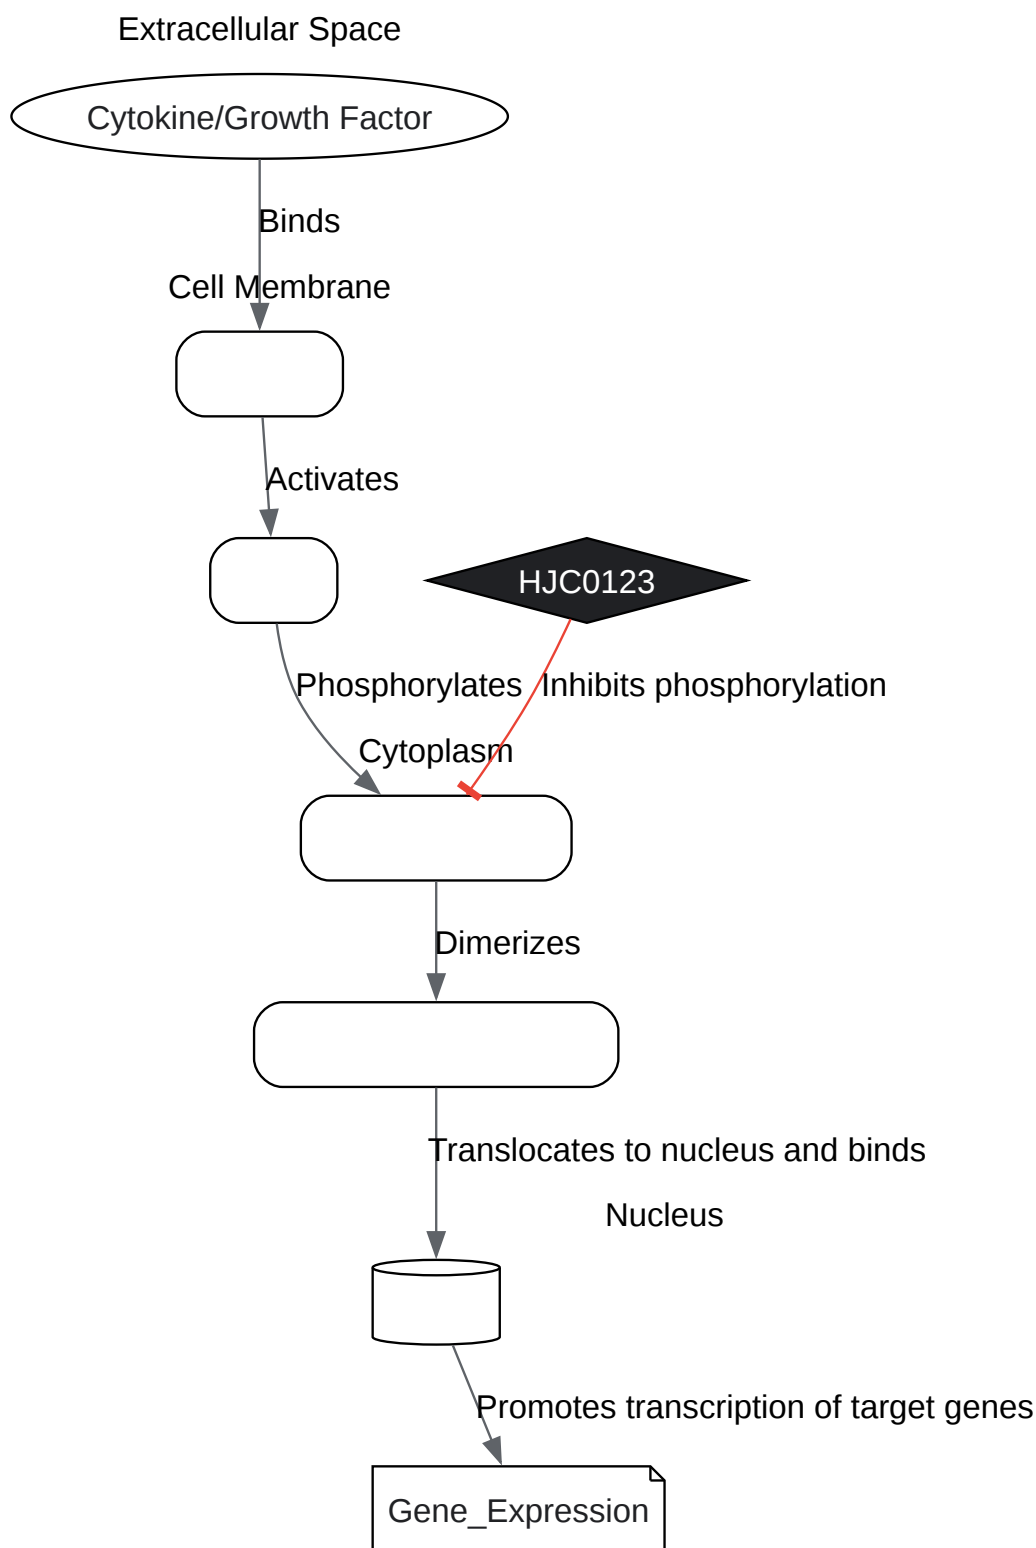 Extracellular Space
Cytokine/Growth Factor
Binds
Cell Membrane
Activates
HJC0123
Phosphorylates
Inhibits phosphorylation
Cytoplasm
Dimerizes
Translocates to nucleus and binds
Nucleus
Promotes transcription of target genes
Gene_Expression